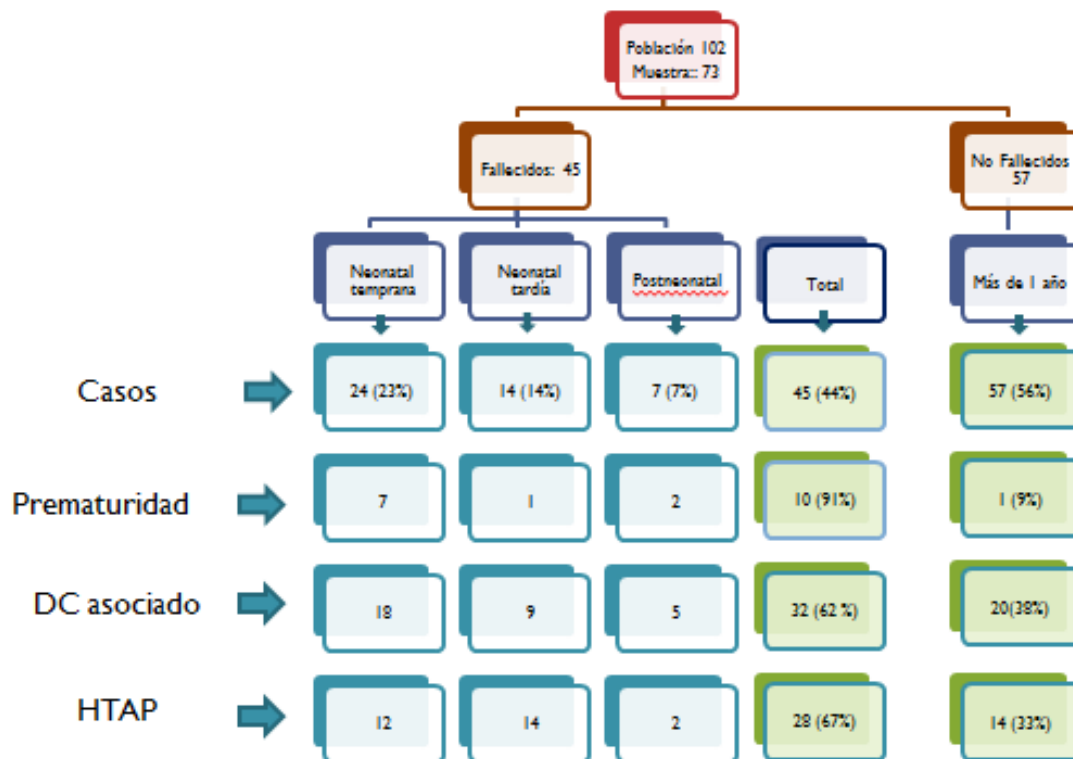 Población 102
Muestra:: 73
Fallecidos: 45
No Fallecidos
57
Neonatal
temprana
Neonatal
tardía
Postneonatal
Total
Más de 1 año
Casos
24 (23%)
14 (14%)
7 (7%)
45 (44%)
57 (56%)
Prematuridad
7
1
2
10 (91%)
1 (9%)
DC asociado
18
9
5
32 (62 %)
20(38%)
HTAP
12
14
2
28 (67%)
14 (33%)